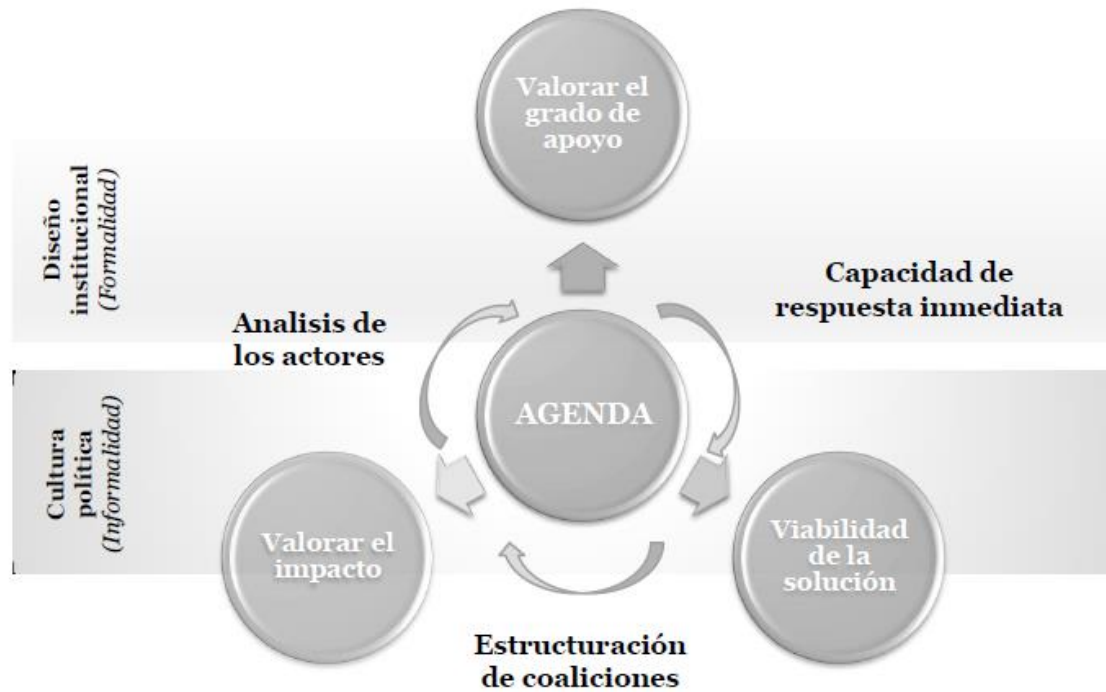 Valorar el
grado de
apoyo
Diseño
institucional
(Formalidad)
Capacidad de
respuesta inmediata
Analisis de
los actores
AGENDA
Cultura
política
(Informalidad)
Valorar el
impacto
Viabilidad
de la
solución
Estructuración
de coaliciones